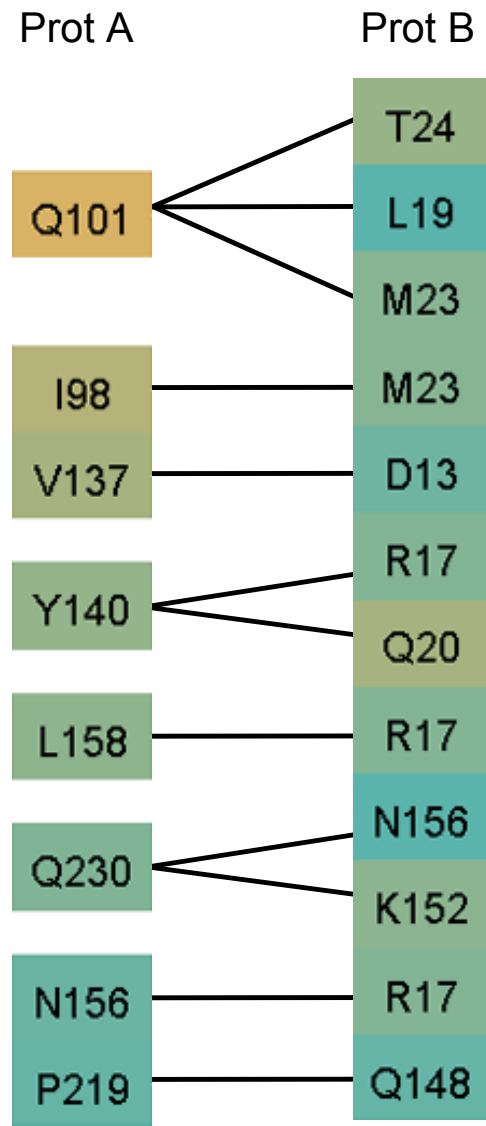 Prot A Prot B
T24
Q101 L19
M23
I98 M23
V137 D13
R17
Y140
Q20
L158 R17
N156
Q230
K152
N156 R17
P219 Q148